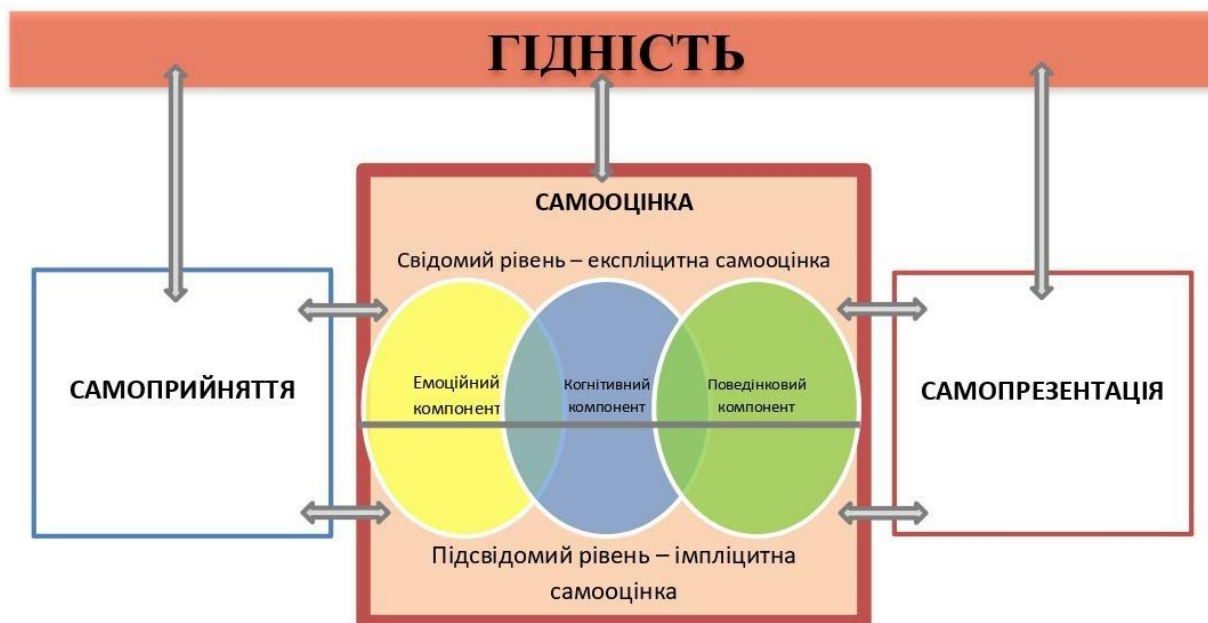 ГІДНІСТЬ
САМООЦІНКА
Свідомий рівень – експліцитна самооцінка
САМОПРИЙНЯТТЯ
Емоційний
компонент
Когнітивний
компонент
Поведінковий
компонент
САМОПРЕЗЕНТАЦІЯ
Підсвідомий рівень – імпліцитна
самооцінка